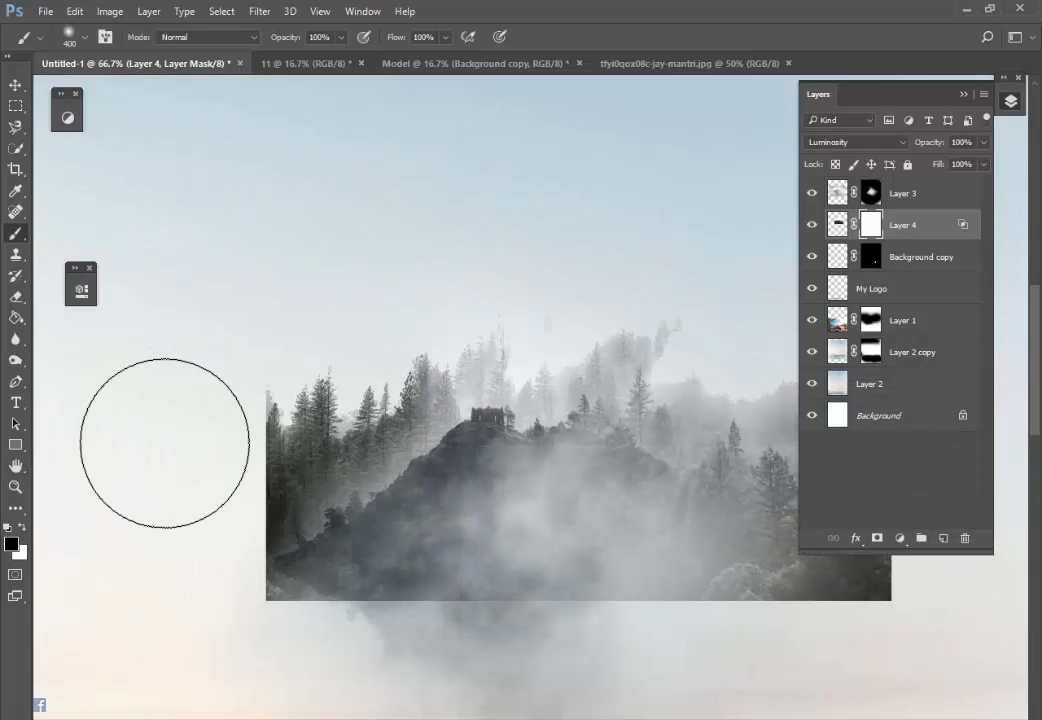 Ps File Edit Image Layer Type Select Filter 3D View Window Help
400 Mode: Normal Opacity: 100% Flow: 100%
Untitled-1 @ 66.7% (Layer 4, Layer Mask/8) * × 11 @ 16.7% (RGB/8) * × Model @ 16.7% (Background copy, RGB/8) * × tfyi0qox08c-jay-mantri.jpg @ 50% (RGB/8) ×
Layers
Kind
Luminosity Opacity: 100%
Lock: Fill: 100%
Layer 3
Layer 4
Background copy
My Logo
Layer 1
Layer 2 copy
Layer 2
Background
fx
f